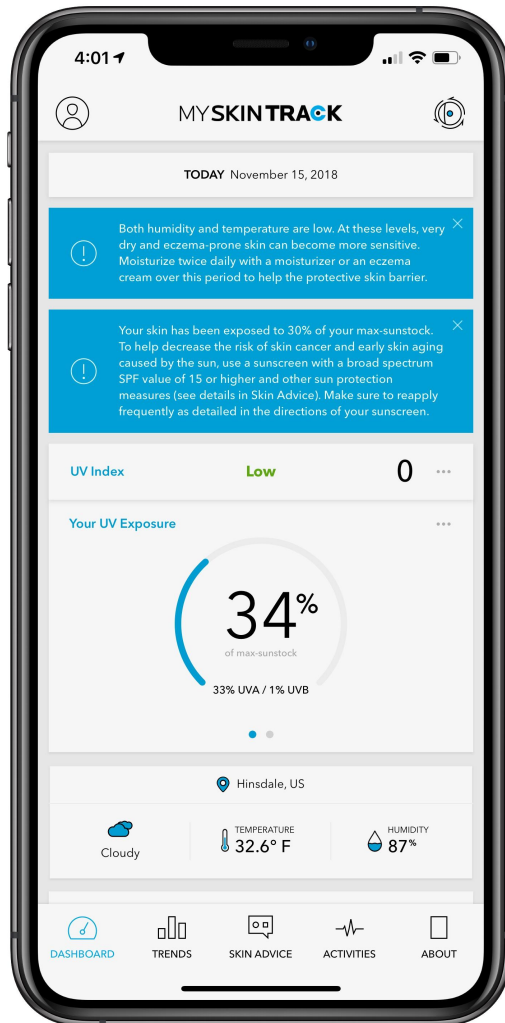 4:01
MYSKINTRACK
TODAY November 15, 2018
Both humidity and temperature are low. At these levels, very
dry and eczema-prone skin can become more sensitive.
Moisturize twice daily with a moisturizer or an eczema
cream over this period to help the protective skin barrier.
Your skin has been exposed to 30% of your max-sunstock.
To help decrease the risk of skin cancer and early skin aging
caused by the sun, use a sunscreen with a broad spectrum
SPF value of 15 or higher and other sun protection
measures (see details in Skin Advice). Make sure to reapply
frequently as detailed in the directions of your sunscreen.
UV Index Low 0
Your UV Exposure
34%
of max-sunstock
33% UVA / 1% UVB
Hinsdale, US
Cloudy
TEMPERATURE
32.6° F
HUMIDITY
87%
DASHBOARD TRENDS SKIN ADVICE ACTIVITIES ABOUT